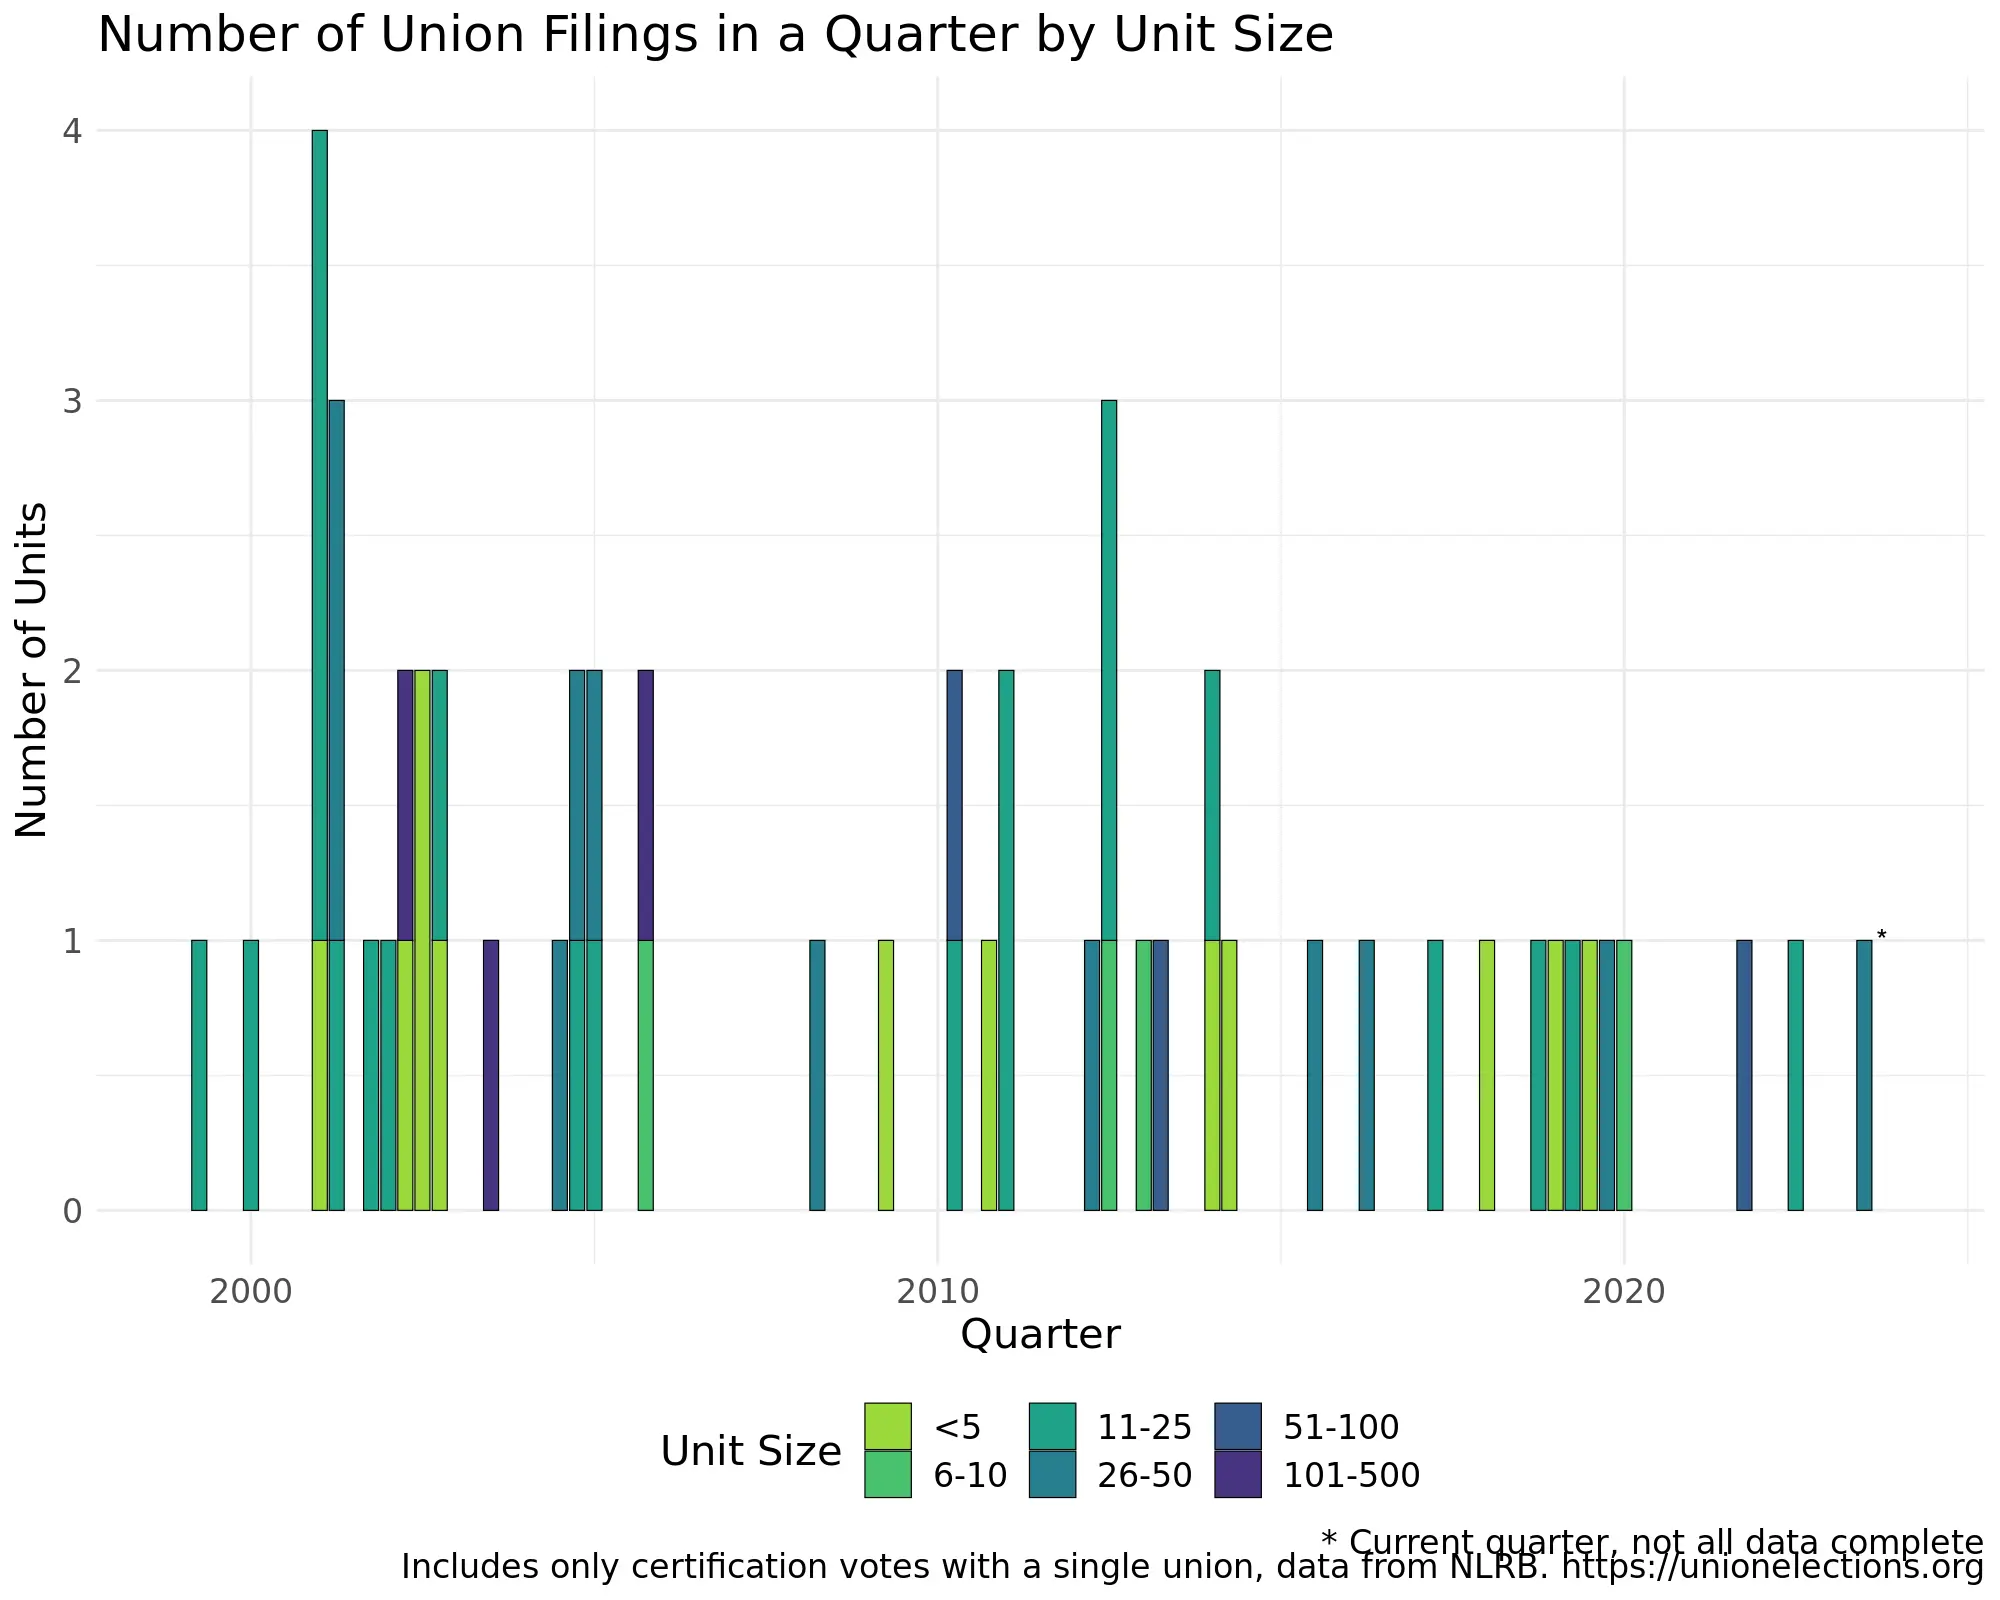 Number of Union Filings in a Quarter by Unit Size
Number of Units
4
3
2
1
0
*
2000 2010 2020
Quarter
Unit Size
<5 11-25 51-100
6-10 26-50 101-500
* Current quarter, not all data complete
Includes only certification votes with a single union, data from NLRB. https://unionelections.org